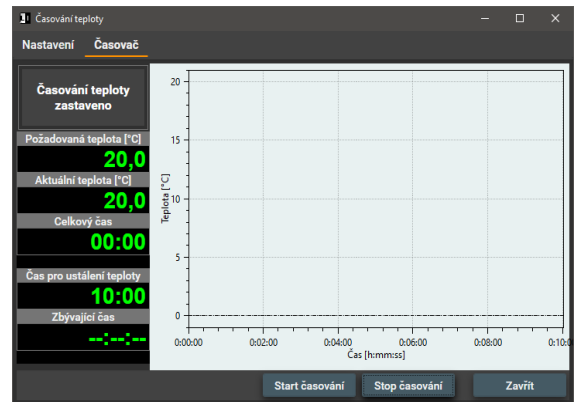 Časování teploty
Nastavení Časovač
Časování teploty
zastaveno
Požadovaná teplota [°C]
20,0
Aktuální teplota [°C]
20,0
Celkový čas
00:00
Čas pro ustálení teploty
10:00
Zbývající čas
--:--:--
20
15
10
5
0
Teplota [°C]
0:00:00 0:02:00 0:04:00 0:06:00 0:08:00 0:10:0
Čas [h:mm:ss]
Start časování Stop časování Zavřít